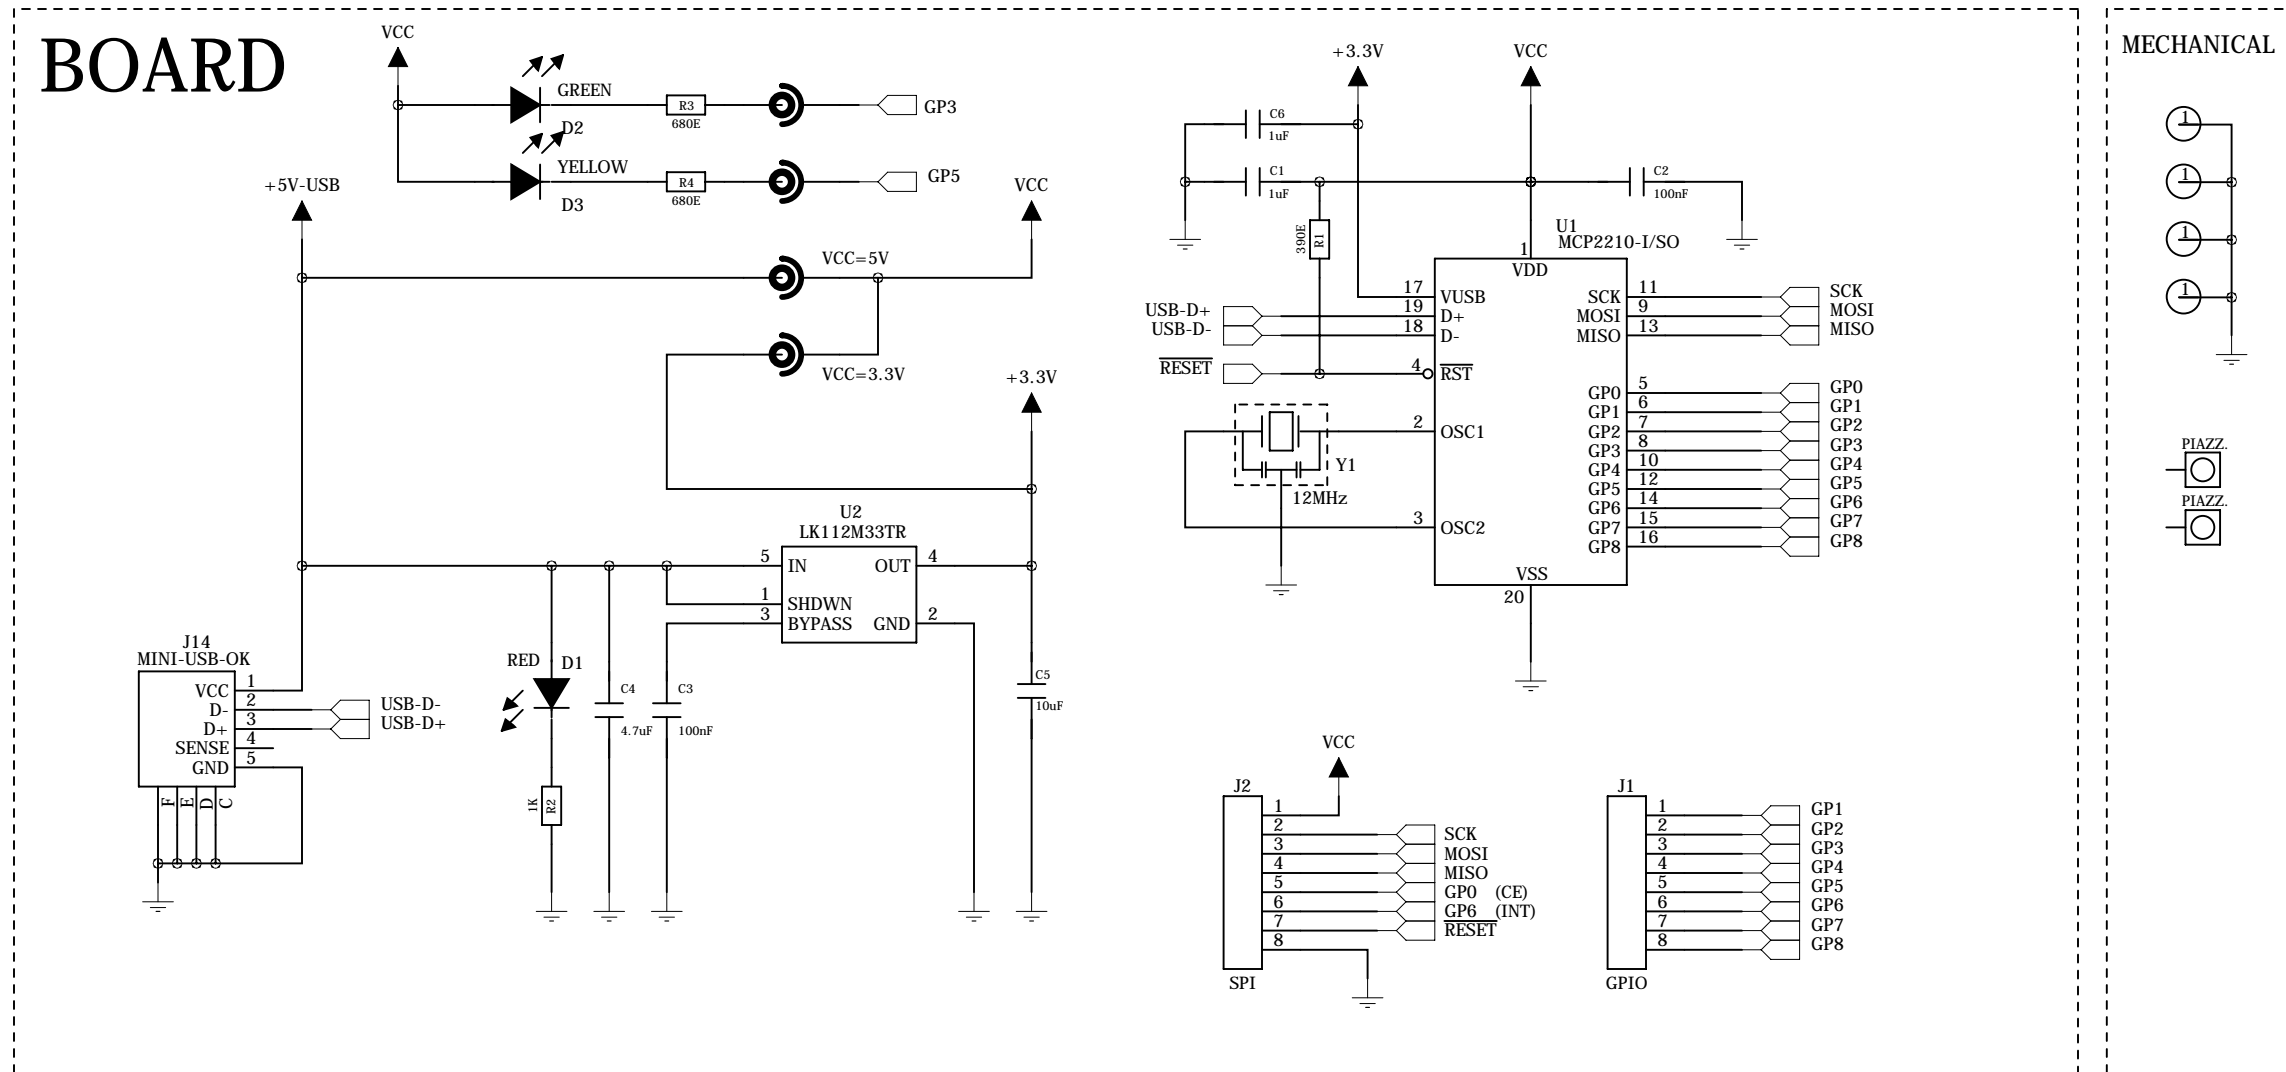 BOARD
VCC
GREEN
D2
R3
680E
GP3
YELLOW
D3
R4
680E
GP5
+5V-USB
VCC
VCC=5V
VCC=3.3V
+3.3V
U2
LK112M33TR
5 IN
OUT 4
1 SHDWN
3 BYPASS
GND 2
J14
MINI-USB-OK
VCC 1
D- 2
D+ 3
SENSE 4
GND 5
F E D C
USB-D-
USB-D+
RED D1
1K R2
C4
4.7uF
C3
100nF
C5
10uF
+3.3V
VCC
C6
1uF
C1
1uF
C2
100nF
390E R1
U1
MCP2210-I/SO
1
VDD
USB-D+
USB-D-
RESET
17 VUSB
19 D+
18 D-
4 RST
2 OSC1
3 OSC2
Y1
12MHz
SCK 11 SCK
MOSI 9 MOSI
MISO 13 MISO
GP0 5 GP0
GP1 6 GP1
GP2 7 GP2
GP3 8 GP3
GP4 10 GP4
GP5 12 GP5
GP6 14 GP6
GP7 15 GP7
GP8 16 GP8
VSS
20
VCC
J2
1
2 SCK
3 MOSI
4 MISO
5 GP0 (CE)
6 GP6 (INT)
7 RESET
8
SPI
J1
1 GP1
2 GP2
3 GP3
4 GP4
5 GP5
6 GP6
7 GP7
8 GP8
GPIO
MECHANICAL
1
1
1
1
PIAZZ.
PIAZZ.